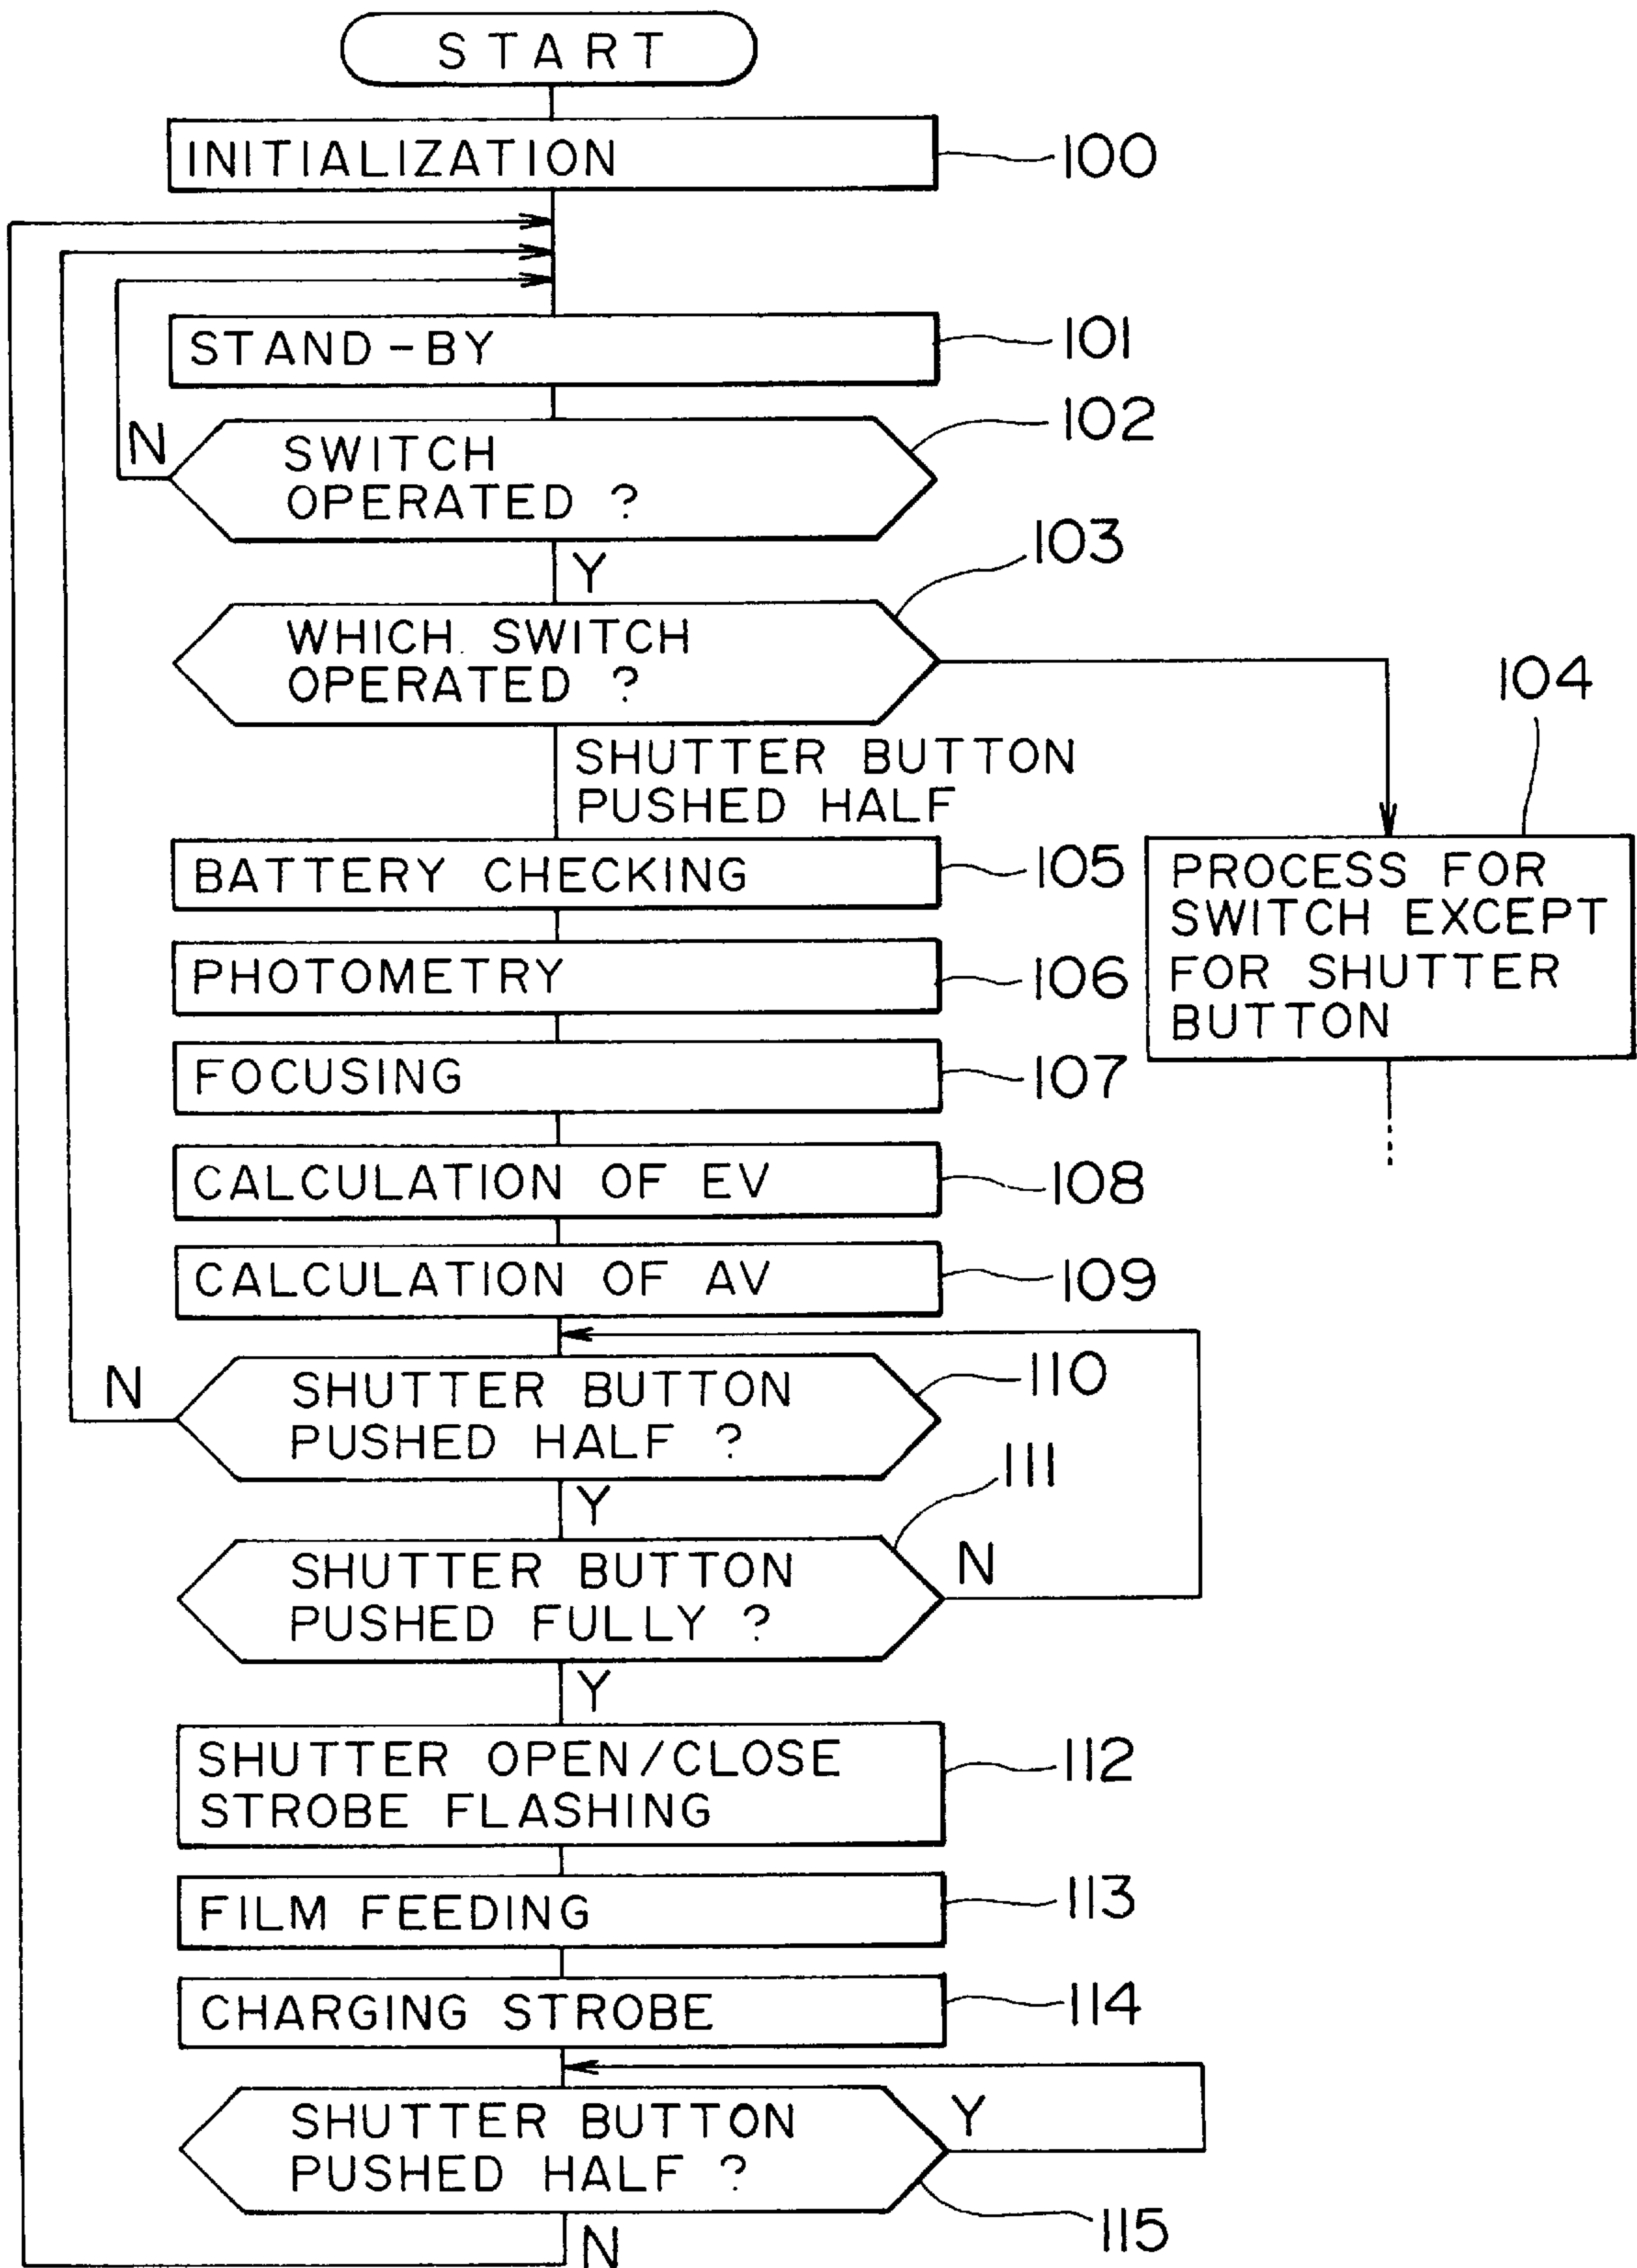 START
INITIALIZATION
100
STAND-BY
101
102
N
SWITCH
OPERATED ?
Y
103
WHICH SWITCH
OPERATED ?
104
SHUTTER BUTTON
PUSHED HALF
BATTERY CHECKING
105
PROCESS FOR
SWITCH EXCEPT
FOR SHUTTER
BUTTON
PHOTOMETRY
106
FOCUSING
107
CALCULATION OF EV
108
CALCULATION OF AV
109
N
SHUTTER BUTTON
PUSHED HALF ?
110
Y
111
SHUTTER BUTTON
PUSHED FULLY ?
N
Y
SHUTTER OPEN/CLOSE
STROBE FLASHING
112
FILM FEEDING
113
CHARGING STROBE
114
SHUTTER BUTTON
PUSHED HALF ?
Y
115
N